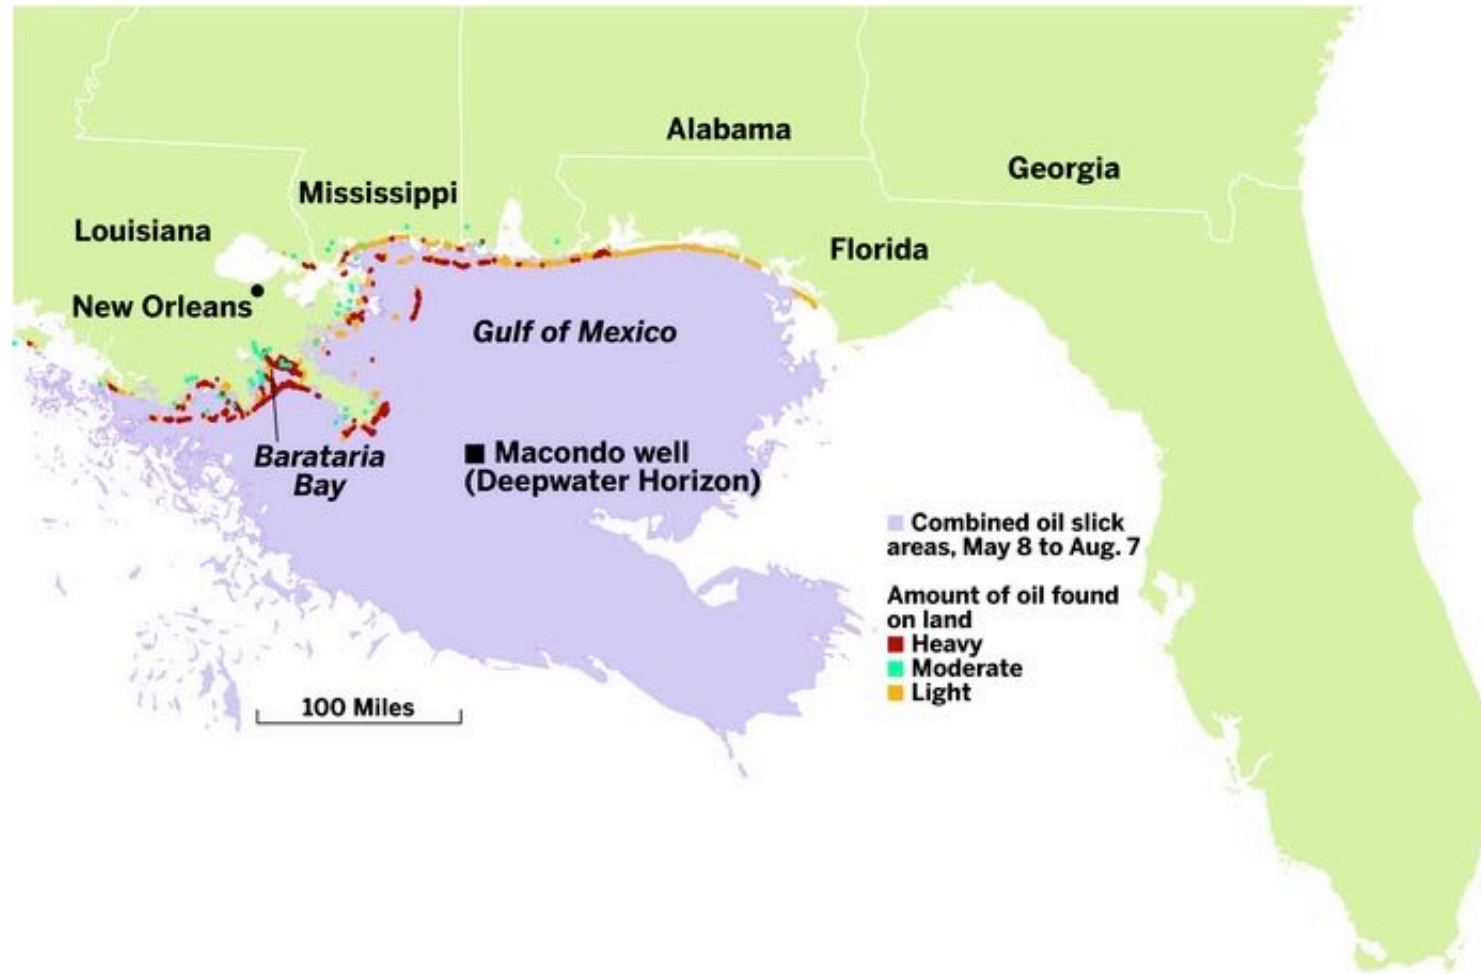 Alabama
Georgia
Mississippi
Louisiana
Florida
New Orleans
Gulf of Mexico
Barataria
Bay
Macondo well
(Deepwater Horizon)
Combined oil slick
areas, May 8 to Aug. 7
Amount of oil found
on land
Heavy
Moderate
Light
100 Miles